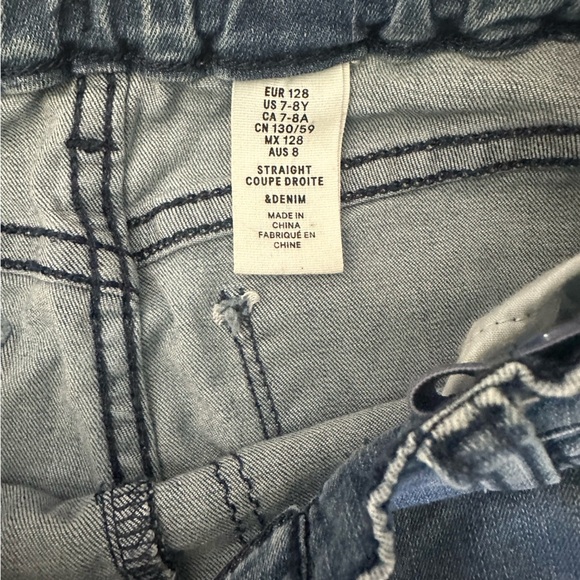 EUR 128
US 7-8Y
CA 7-8A
CN 130/59
MX 128
AUS 8
STRAIGHT
COUPE DROITE
&DENIM
MADE IN
CHINA
FABRIQUÉ EN
CHINE